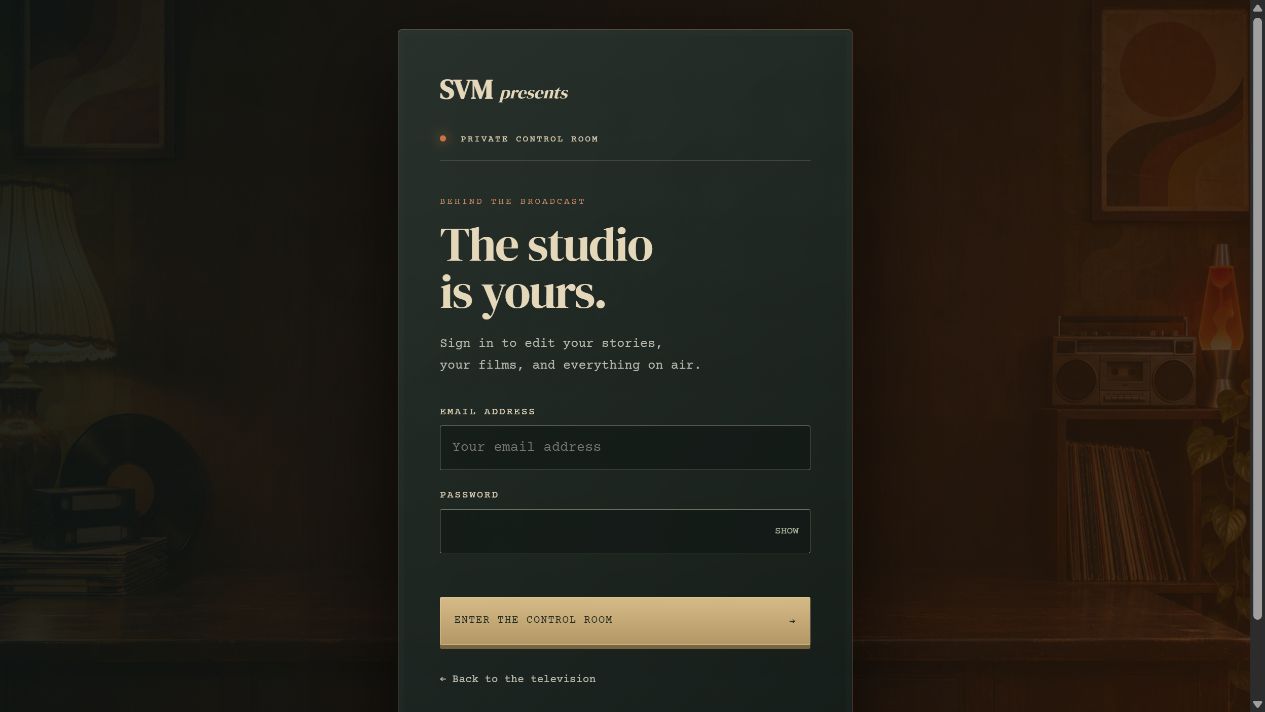 SVM presents
PRIVATE CONTROL ROOM
BEHIND THE BROADCAST
The studio
is yours.
Sign in to edit your stories,
your films, and everything on air.
EMAIL ADDRESS
Your email address
PASSWORD
SHOW
ENTER THE CONTROL ROOM →
← Back to the television